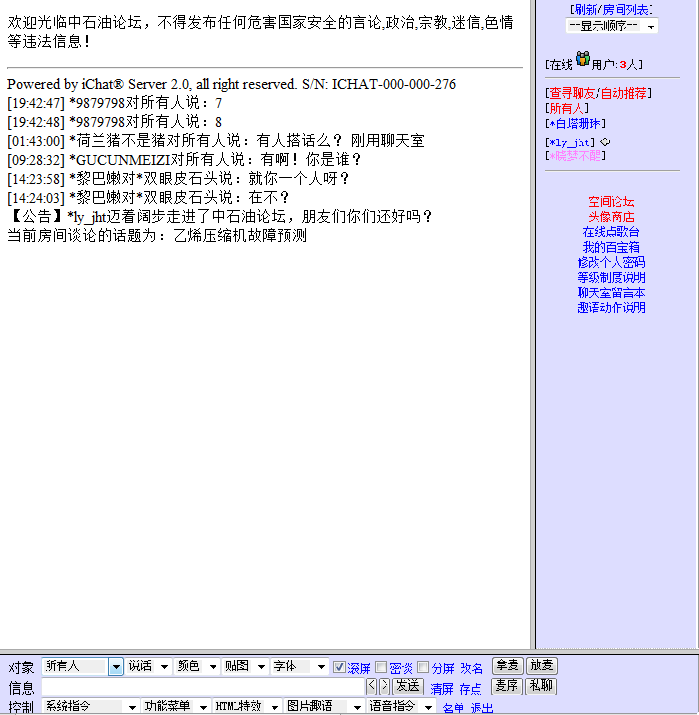 欢迎光临中石油论坛，不得发布任何危害国家安全的言论,政治,宗教,迷信,色情
等违法信息！
Powered by iChat® Server 2.0, all right reserved. S/N: ICHAT-000-000-276
[19:42:47] *9879798对所有人说：7
[19:42:48] *9879798对所有人说：8
[01:43:00] *荷兰猪不是猪对所有人说：有人搭话么？ 刚用聊天室
[09:28:32] *GUCUNMEIZI对所有人说：有啊！你是谁？
[14:23:58] *黎巴嫩对*双眼皮石头说：就你一个人呀？
[14:24:03] *黎巴嫩对*双眼皮石头说：在不？
【公告】*ly_jht迈着阔步走进了中石油论坛，朋友们你们还好吗？
当前房间谈论的话题为：乙烯压缩机故障预测
[刷新/房间列表]
--显示顺序--
[在线 用户:3人]
[查寻聊友/自动推荐]
[所有人]
[*白塔珊琳]
[*ly_jht]
[*晓梦不醒]
空间论坛
头像商店
在线点歌台
我的百宝箱
修改个人密码
等级制度说明
聊天室留言本
趣语动作说明
对象 所有人 说话 颜色 贴图 字体 滚屏 密谈 分屏 改名 拿麦 放麦
信息 < > 发送 清屏 存点 麦序 私聊
控制 系统指令 功能菜单 HTML特效 图片趣语 语音指令 名单 退出